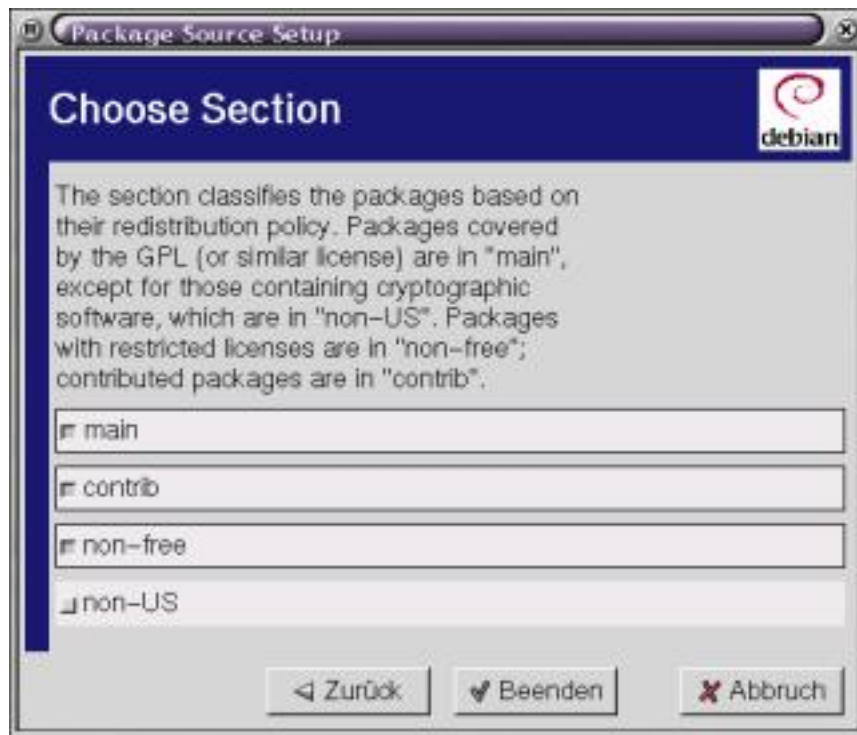 Package Source Setup
Choose Section
debian
The section classifies the packages based on
their redistribution policy. Packages covered
by the GPL (or similar license) are in "main",
except for those containing cryptographic
software, which are in "non-US". Packages
with restricted licenses are in "non-free";
contributed packages are in "contrib".
main
contrib
non-free
non-US
Zurück
Beenden
Abbruch